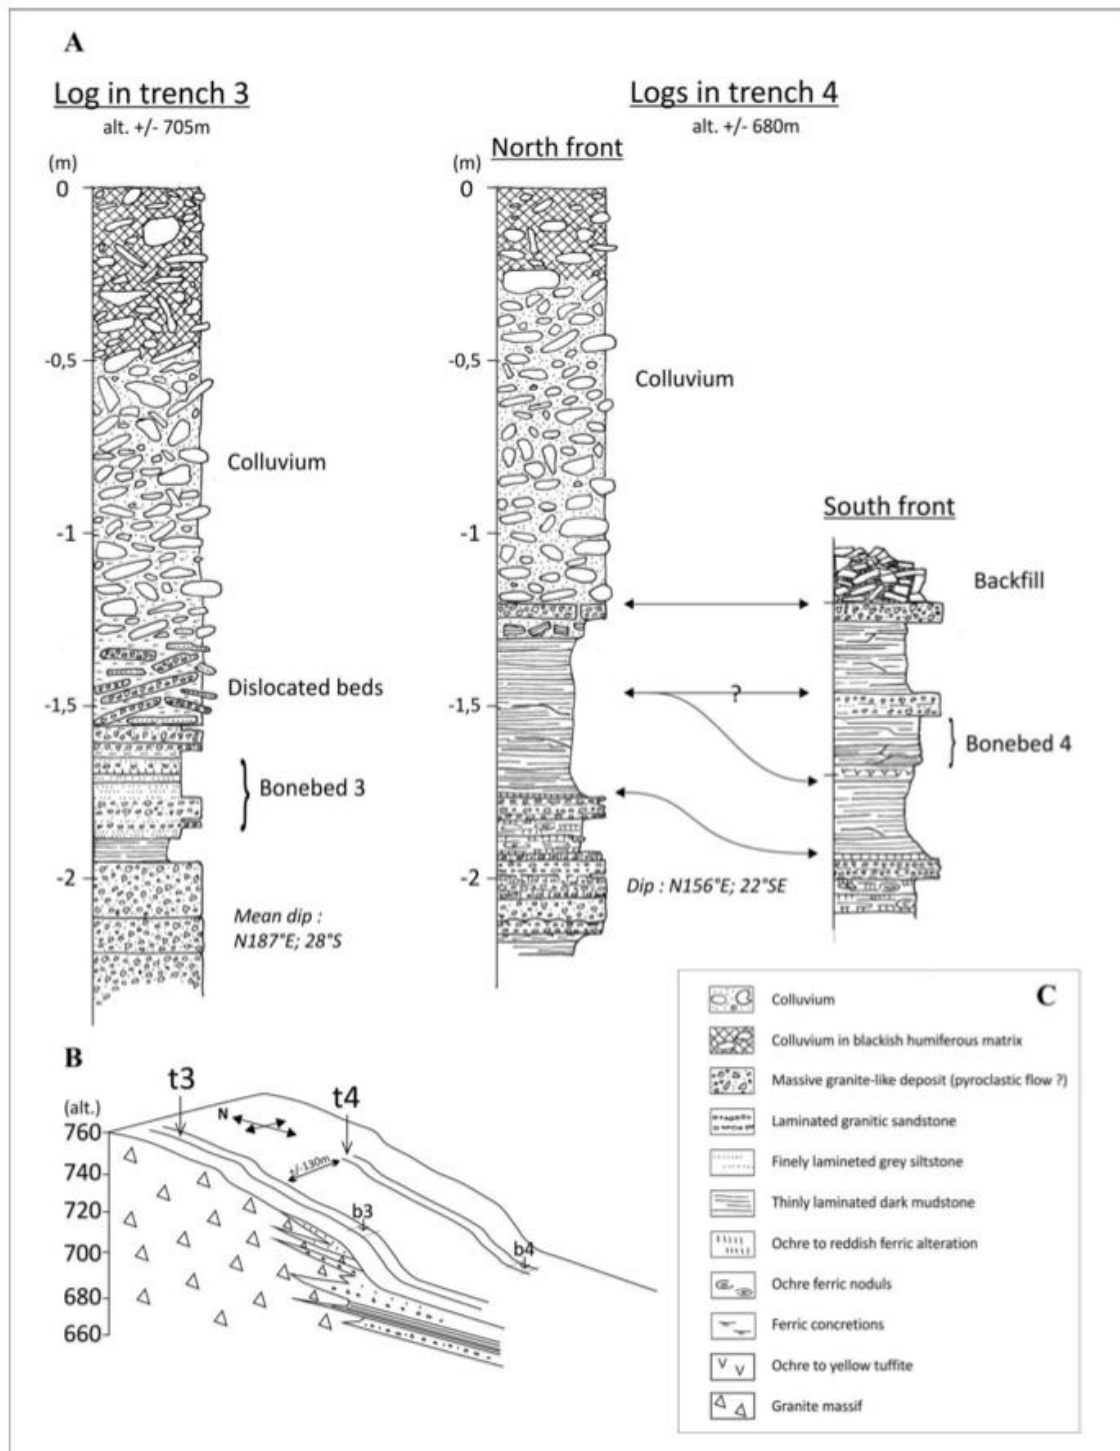 A
Log in trench 3
alt. +/- 705m
Logs in trench 4
alt. +/- 680m
North front
(m)
0
-0,5
-1
-1,5
-2
Colluvium
Dislocated beds
Bonebed 3
Mean dip :
N187°E; 28°S
(m)
0
-0,5
-1
-1,5
-2
Colluvium
South front
Backfill
?
Bonebed 4
Dip : N156°E; 22°SE
B
(alt.)
760
740
720
700
680
660
t3
N
t4
+/-130m
b3
b4
C
Colluvium
Colluvium in blackish humiferous matrix
Massive granite-like deposit (pyroclastic flow ?)
Laminated granitic sandstone
Finely lamineted grey siltstone
Thinly laminated dark mudstone
Ochre to reddish ferric alteration
Ochre ferric noduls
Ferric concretions
Ochre to yellow tuffite
Granite massif